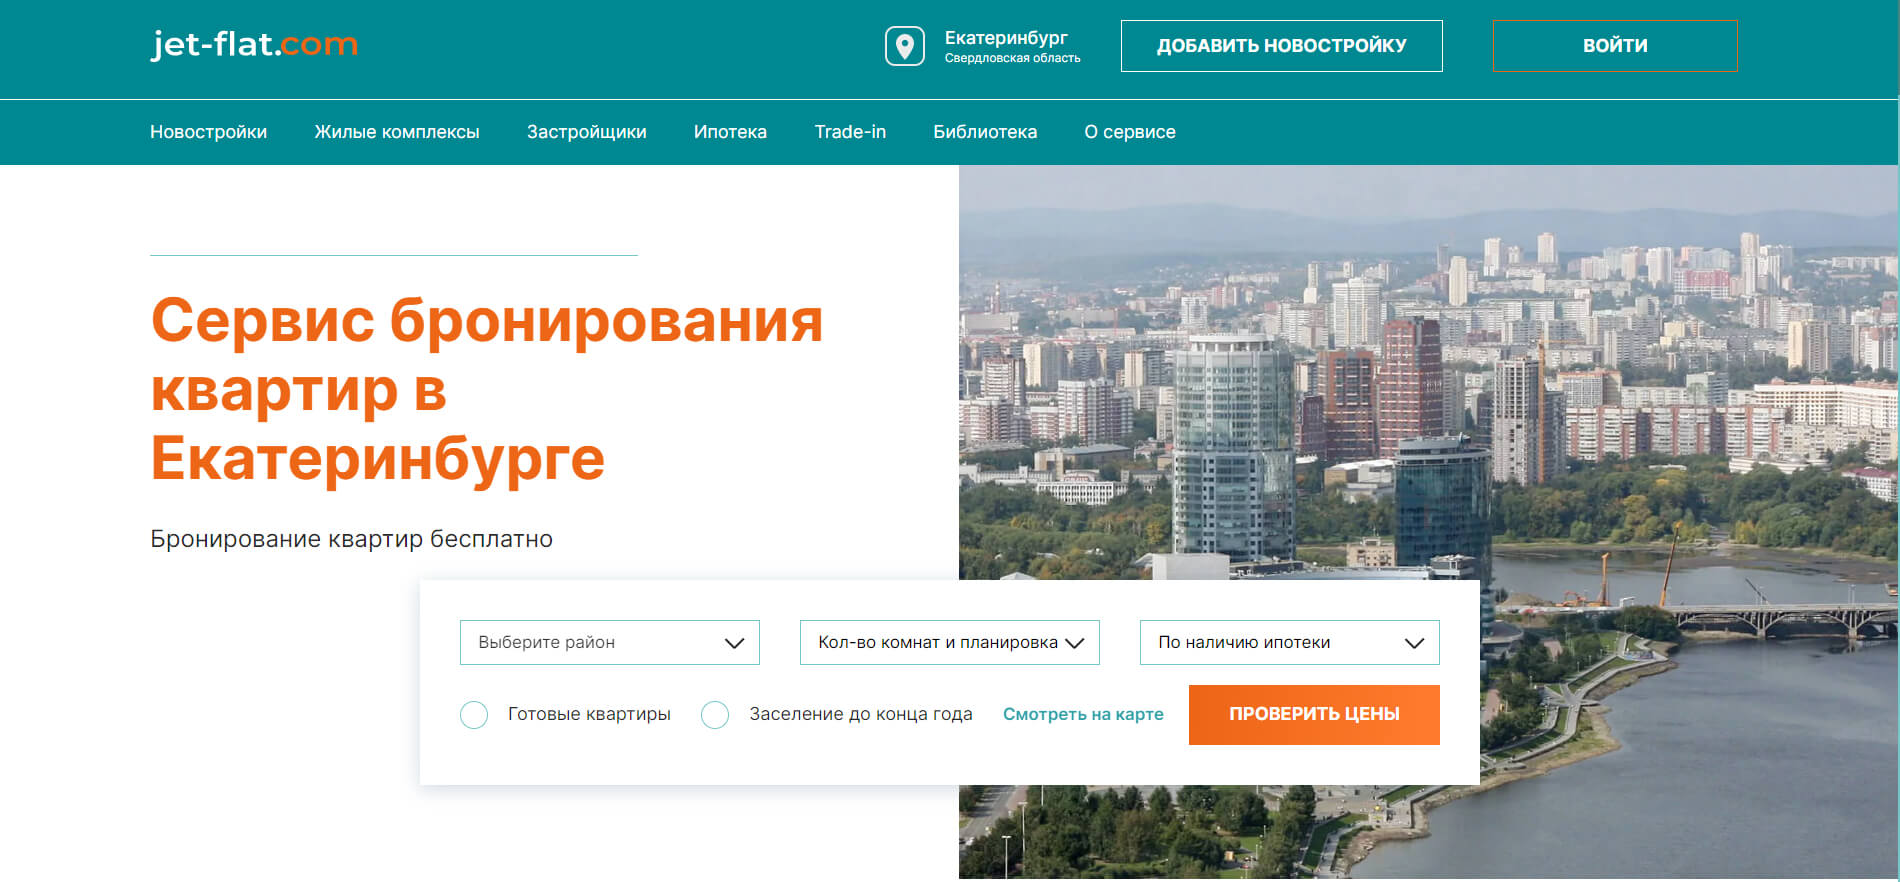 jet-flat.com
Екатеринбург
Свердловская область
ДОБАВИТЬ НОВОСТРОЙКУ
ВОЙТИ
Новостройки Жилые комплексы Застройщики Ипотека Trade-in Библиотека О сервисе
Сервис бронирования
квартир в
Екатеринбурге
Бронирование квартир бесплатно
Выберите район Кол-во комнат и планировка По наличию ипотеки
Готовые квартиры Заселение до конца года Смотреть на карте ПРОВЕРИТЬ ЦЕНЫ